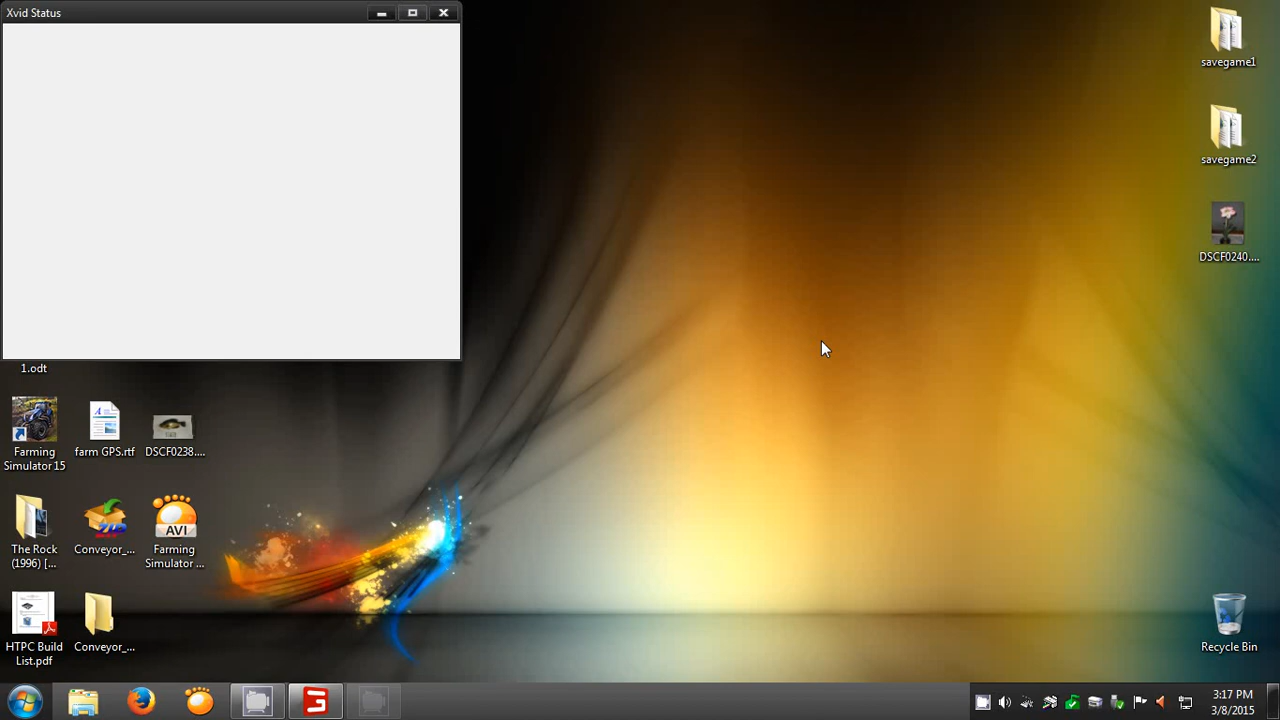 Xvid Status
savegame1
savegame2
DSCF0240....
1.odt
Farming
Simulator 15
farm GPS.rtf
DSCF0238....
The Rock
(1996) [...
Conveyor_...
AVI
Farming
Simulator ...
HTPC Build
List.pdf
Conveyor_...
Recycle Bin
3:17 PM
3/8/2015